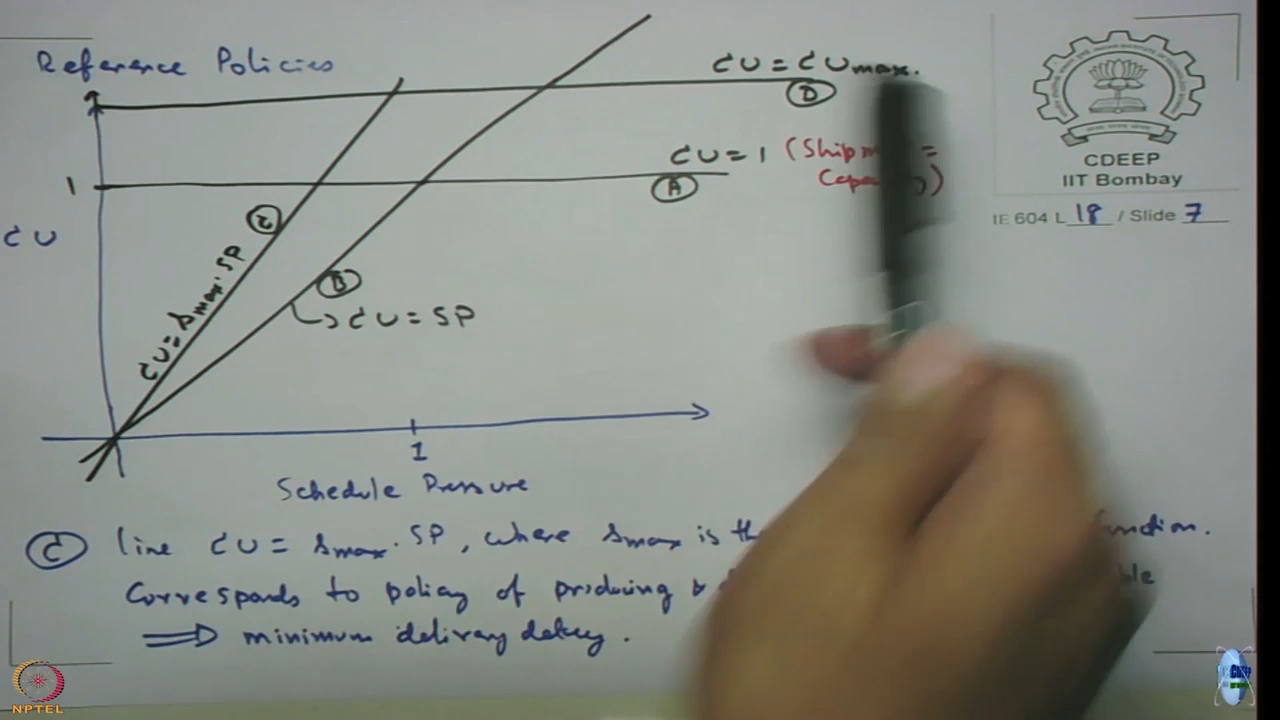 Reference Policies
CU = CUmax.
D
CU = 1 (Ship
A
1
CU
C
CU = smax. SP
B
CU = SP
1
Schedule Pressure
C line CU = smax. SP, where smax is
Corresponds to policy of producing &
⇒ minimum delivery delay.
CDEEP
IIT Bombay
IE 604 L 18 / Slide 7
NPTEL